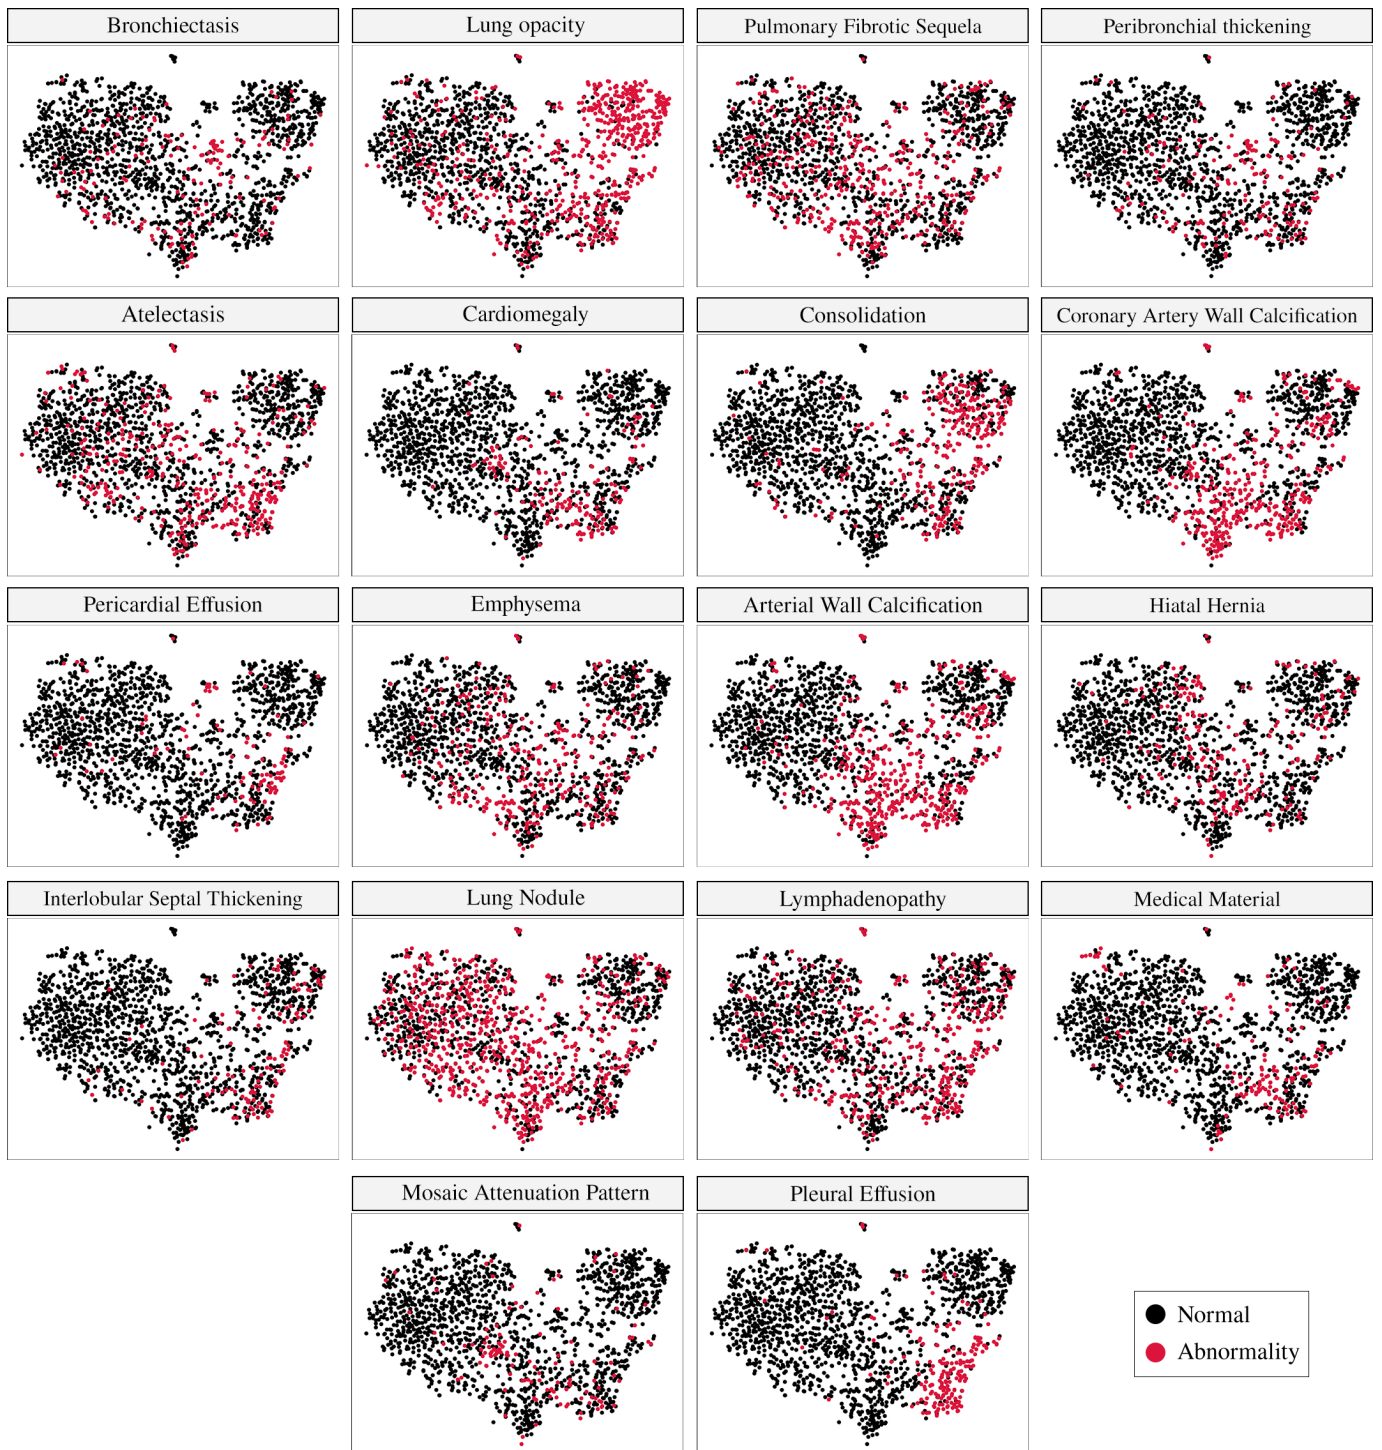 Bronchiectasis
Lung opacity
Pulmonary Fibrotic Sequela
Peribronchial thickening
Atelectasis
Cardiomegaly
Consolidation
Coronary Artery Wall Calcification
Pericardial Effusion
Emphysema
Arterial Wall Calcification
Hiatal Hernia
Interlobular Septal Thickening
Lung Nodule
Lymphadenopathy
Medical Material
Mosaic Attenuation Pattern
Pleural Effusion
Normal
Abnormality